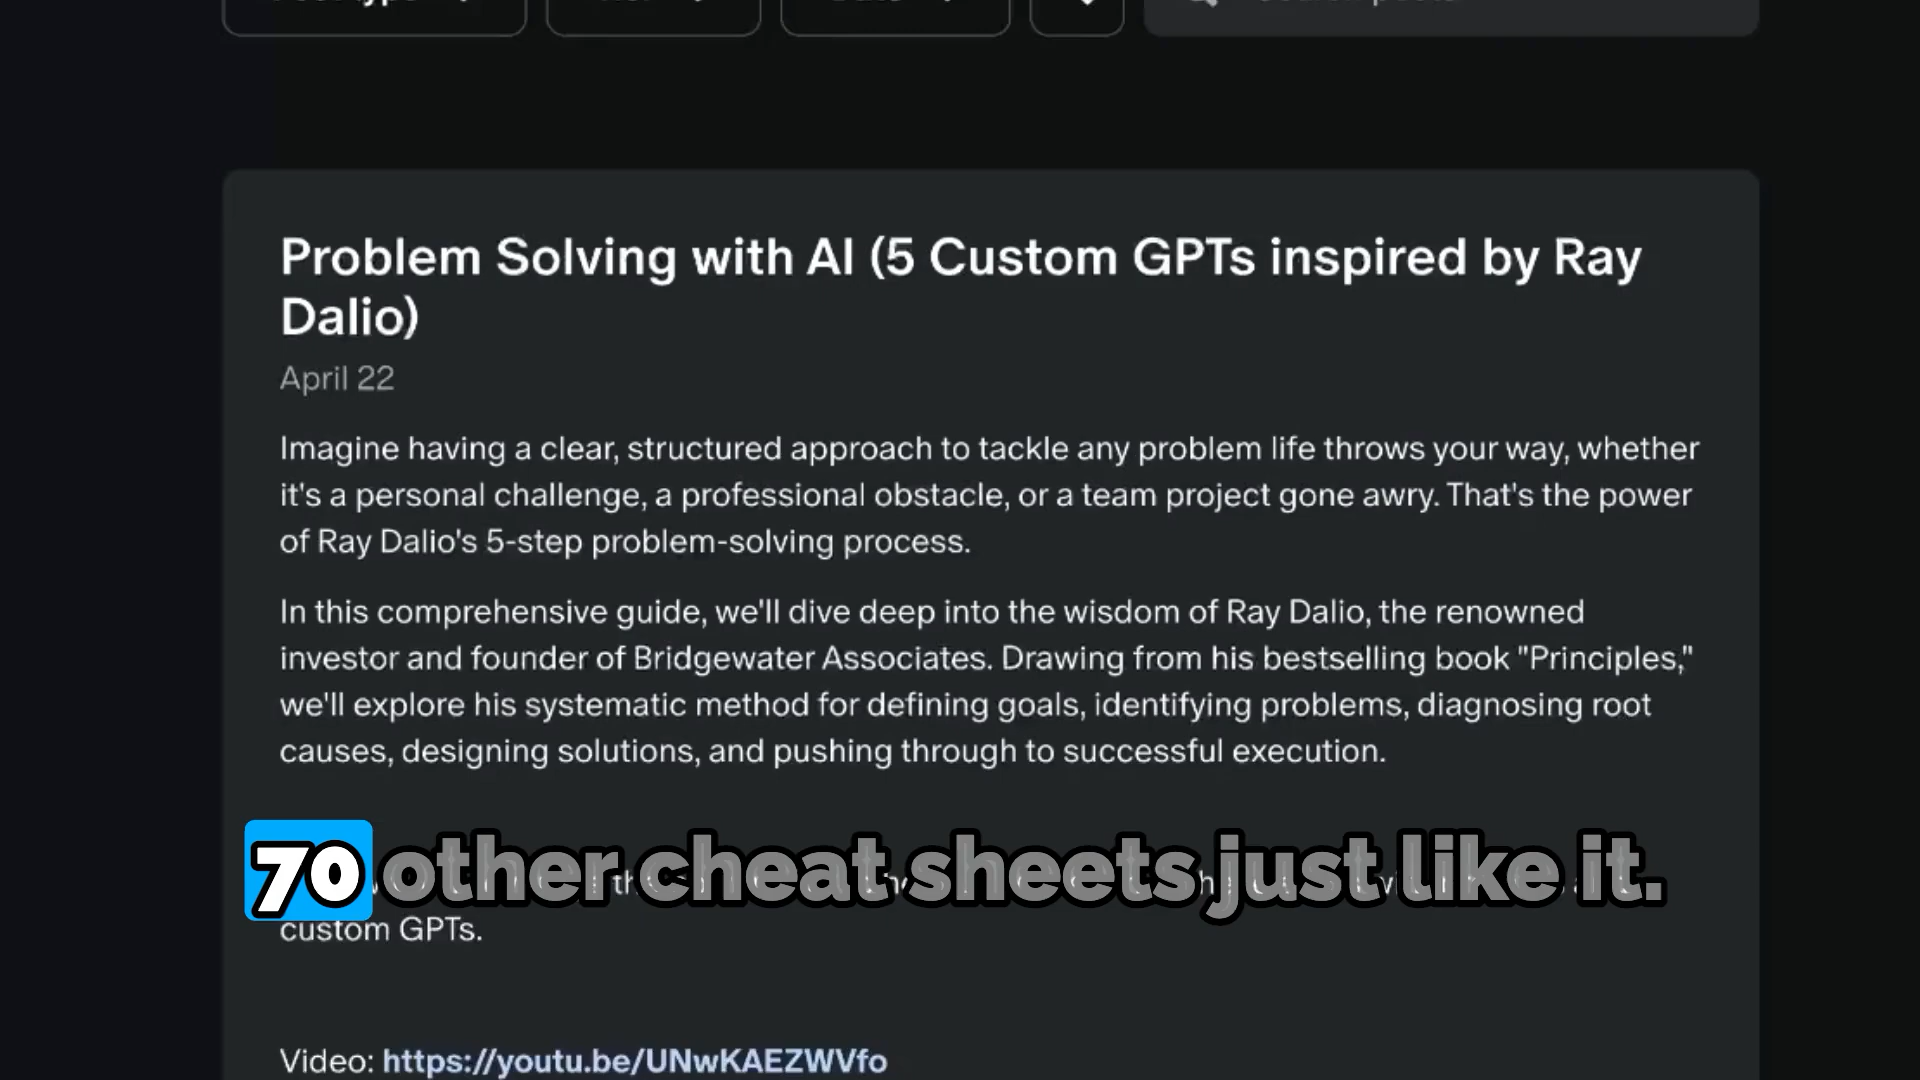 Problem Solving with AI (5 Custom GPTs inspired by Ray
Dalio)
April 22
Imagine having a clear, structured approach to tackle any problem life throws your way, whether
it's a personal challenge, a professional obstacle, or a team project gone awry. That's the power
of Ray Dalio's 5-step problem-solving process.
In this comprehensive guide, we'll dive deep into the wisdom of Ray Dalio, the renowned
investor and founder of Bridgewater Associates. Drawing from his bestselling book "Principles,"
we'll explore his systematic method for defining goals, identifying problems, diagnosing root
causes, designing solutions, and pushing through to successful execution.
70 other cheat sheets just like it.
custom GPTs.
Video: https://youtu.be/UNwKAEZWVfo